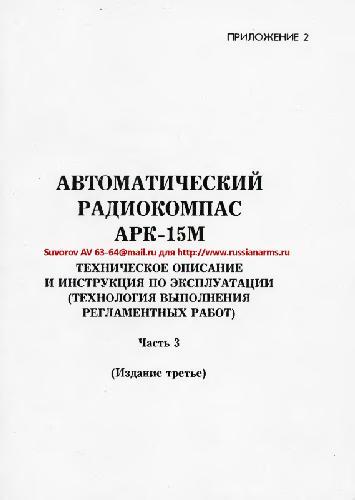 ПРИЛОЖЕНИЕ 2
АВТОМАТИЧЕСКИЙ
РАДИОКОМПАС
АРК-15М
Suvorov AV 63-64@mail.ru для http://www.russianarms.ru
ТЕХНИЧЕСКОЕ ОПИСАНИЕ
И ИНСТРУКЦИЯ ПО ЭКСПЛУАТАЦИИ
(ТЕХНОЛОГИЯ ВЫПОЛНЕНИЯ
РЕГЛАМЕНТНЫХ РАБОТ)
Часть 3
(Издание третье)